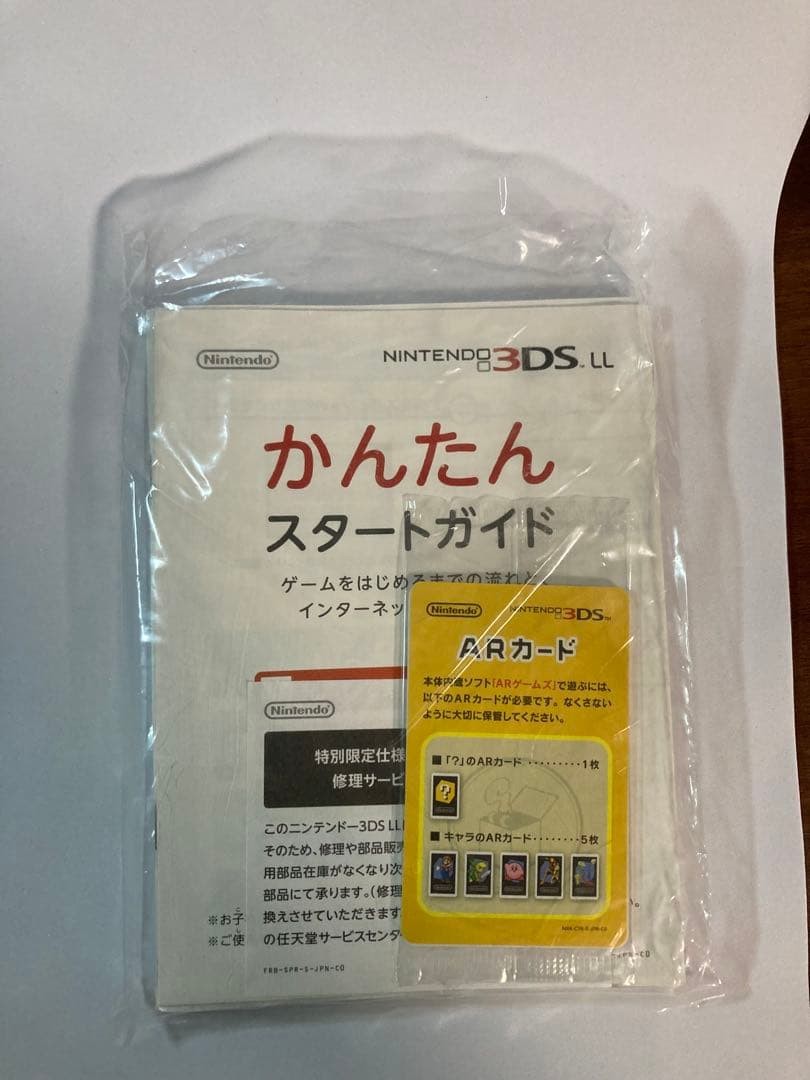 Nintendo
NINTENDO 3DS™ LL
かんたん
スタートガイド
ゲームをはじめるまでの流れと、
インターネッ
Nintendo
特別限定仕様
修理サービ
このニンテンドー3DS LL
そのため、修理や部品販売
用部品在庫がなくなり次
部品にて承ります。(修理
換えさせていただきます
の任天堂サービスセンター
FRB-SPR-S-JPN-C0
※お子
※ご使
Nintendo
NINTENDO 3DS™
ARカード
本体内蔵ソフト「ARゲームズ」で遊ぶには、
以下のARカードが必要です。なくさない
ように大切に保管してください。
■「?」のARカード ・・・・・・・・・1枚
■キャラのARカード・・・・・・・・5枚